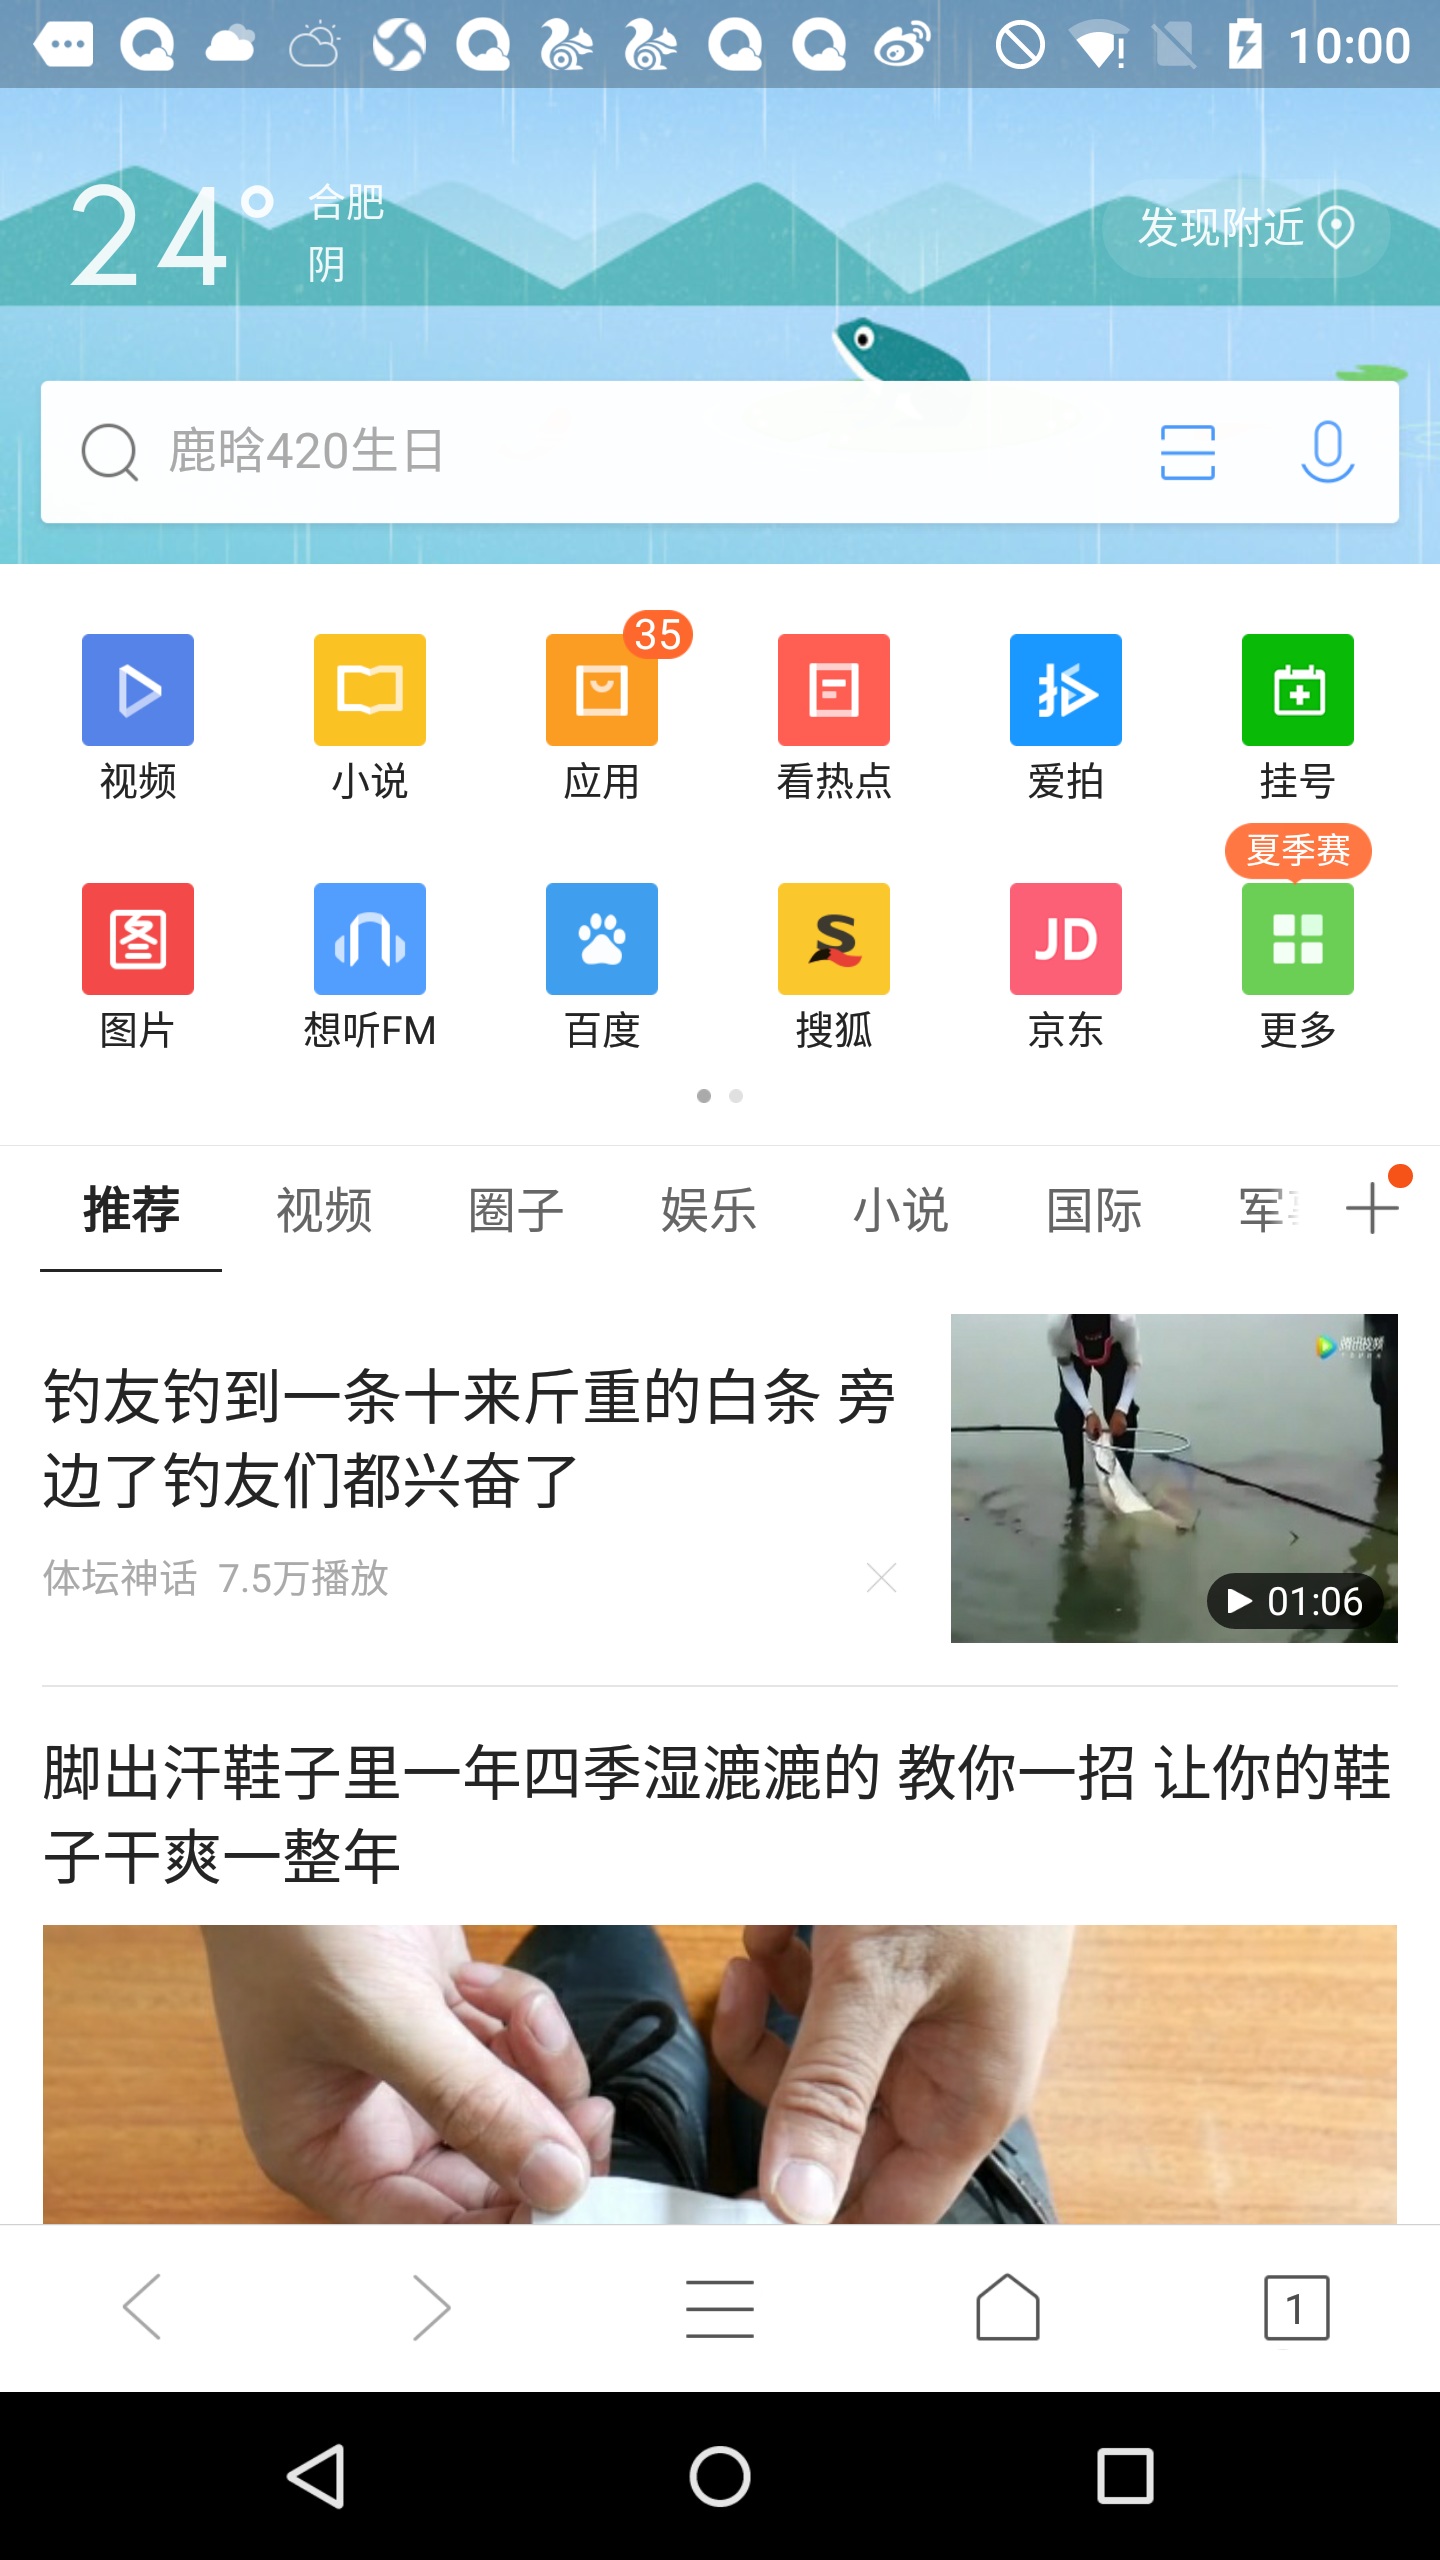 10:00
24°
合肥
阴
发现附近
鹿晗420生日
35
视频
小说
应用
看热点
爱拍
挂号
夏季赛
图
JD
图片
想听FM
百度
搜狐
京东
更多
推荐 视频 圈子 娱乐 小说 国际 军
钓友钓到一条十来斤重的白条 旁
边了钓友们都兴奋了
体坛神话 7.5万播放
腾讯视频
01:06
脚出汗鞋子里一年四季湿漉漉的 教你一招 让你的鞋
子干爽一整年
1